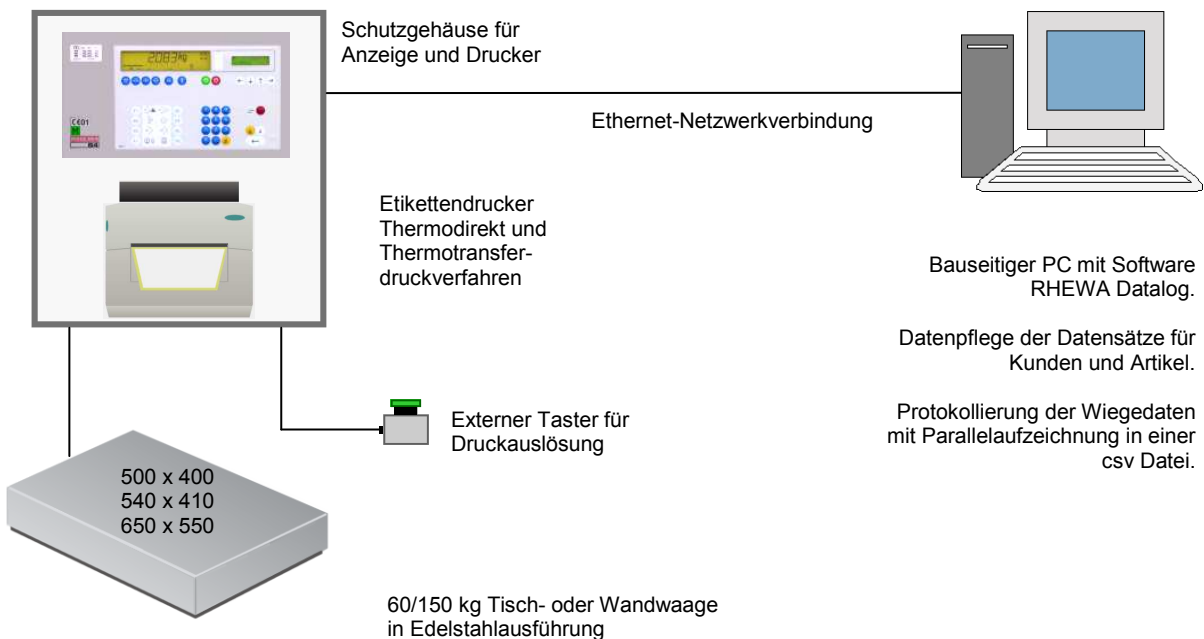 Schutzgehäuse für
Anzeige und Drucker
2083kg
CE01
M
Ethernet-Netzwerkverbindung
Etikettendrucker
Thermodirekt und
Thermotransfer-
druckverfahren
Bauseitiger PC mit Software
RHEWA Datalog.
Datenpflege der Datensätze für
Kunden und Artikel.
Protokollierung der Wiegedaten
mit Parallelaufzeichnung in einer
csv Datei.
Externer Taster für
Druckauslösung
500 x 400
540 x 410
650 x 550
60/150 kg Tisch- oder Wandwaage
in Edelstahlausführung